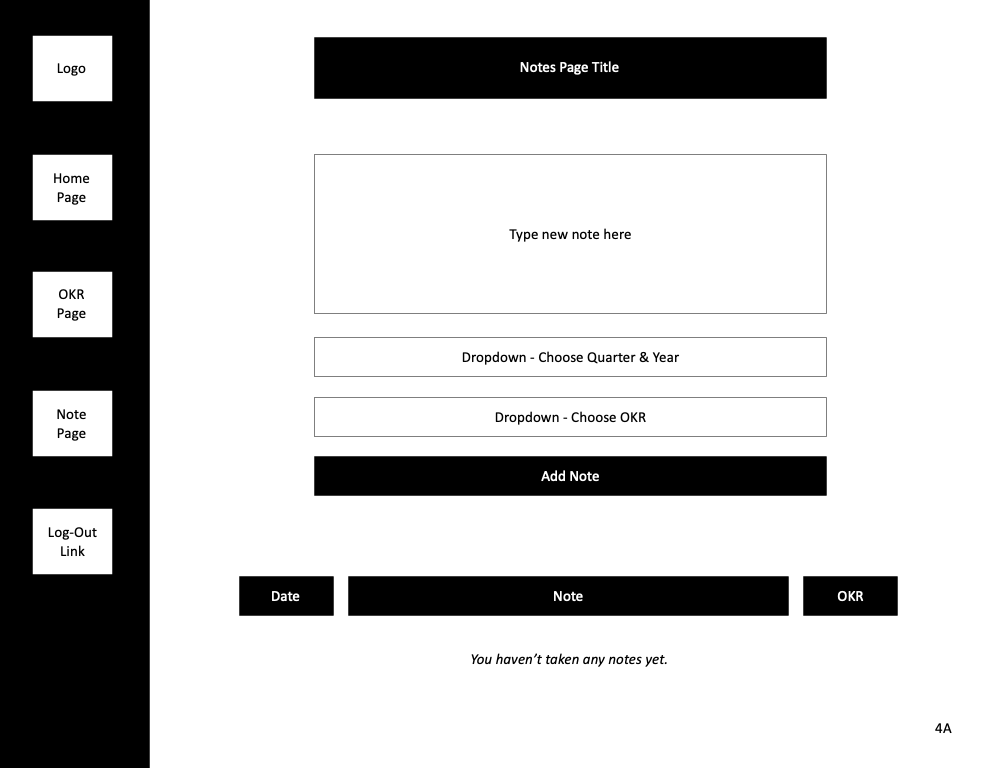 Logo
Home
Page
OKR
Page
Note
Page
Log-Out
Link
Notes Page Title
Type new note here
Dropdown - Choose Quarter & Year
Dropdown - Choose OKR
Add Note
Date
Note
OKR
You haven’t taken any notes yet.
4A